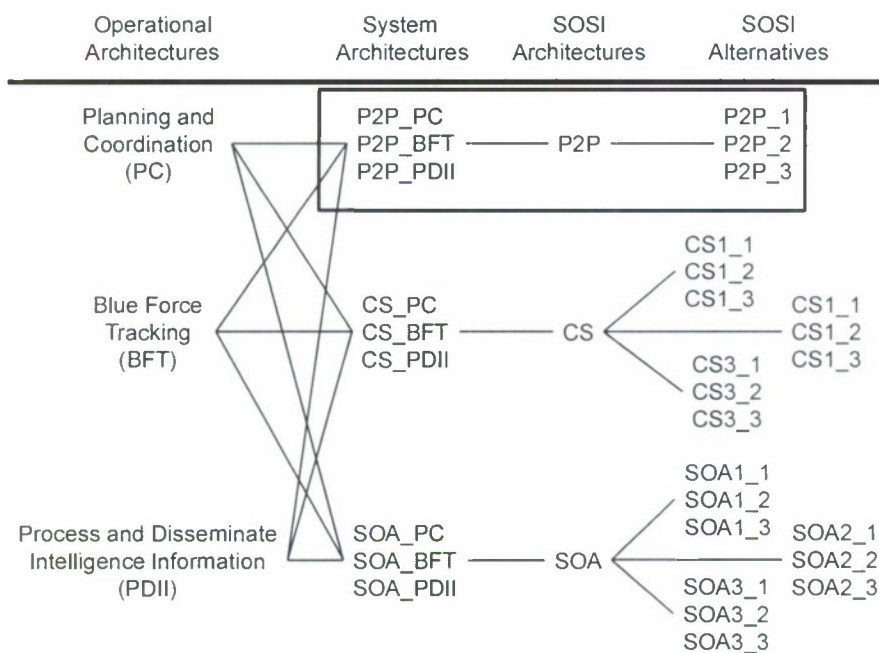 Operational
Architectures
System
Architectures
SOSI
Architectures
SOSI
Alternatives
Planning and
Coordination
(PC)
P2P_PC
P2P_BFT
P2P_PDII
P2P
P2P_1
P2P_2
P2P_3
Blue Force
Tracking
(BFT)
CS_PC
CS_BFT
CS_PDII
CS
CS1_1
CS1_2
CS1_3
CS1_1
CS1_2
CS1_3
CS3_1
CS3_2
CS3_3
Process and Disseminate
Intelligence Information
(PDII)
SOA_PC
SOA_BFT
SOA_PDII
SOA
SOA1_1
SOA1_2
SOA1_3
SOA2_1
SOA2_2
SOA2_3
SOA3_1
SOA3_2
SOA3_3